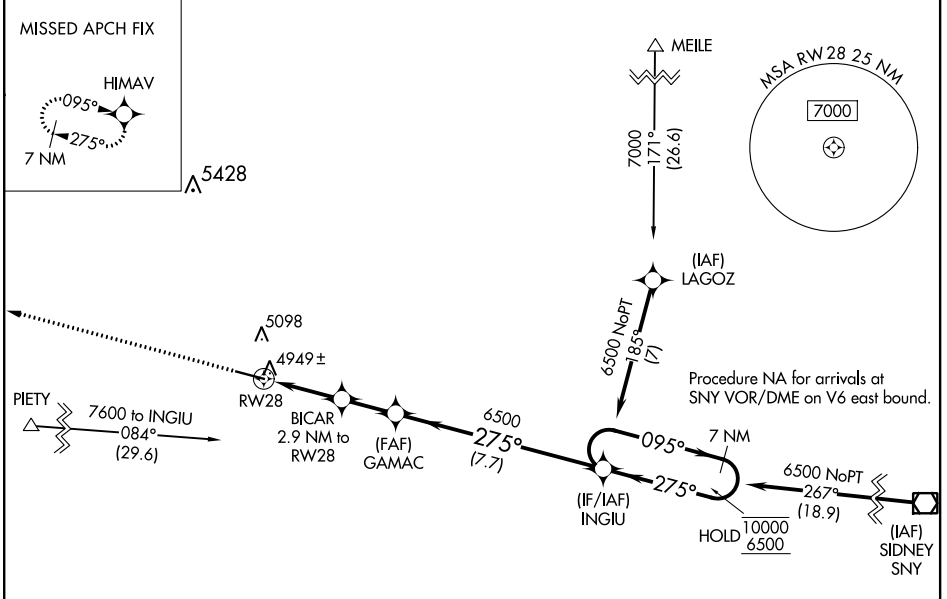 MISSED APCH FIX
HIMAV
095°
275°
7 NM
5428
MEILE
7000
171°
(26.6)
MSA RW28 25 NM
7000
(IAF)
LAGOZ
6500 NoPT
185°
(7)
5098
4949±
RW28
PIETY
7600 to INGIU
084°
(29.6)
BICAR
2.9 NM to
RW28
(FAF)
GAMAC
6500
275°
(7.7)
Procedure NA for arrivals at
SNY VOR/DME on V6 east bound.
095°
7 NM
275°
(IF/IAF)
INGIU
HOLD
10000
6500
6500 NoPT
267°
(18.9)
(IAF)
SIDNEY
SNY